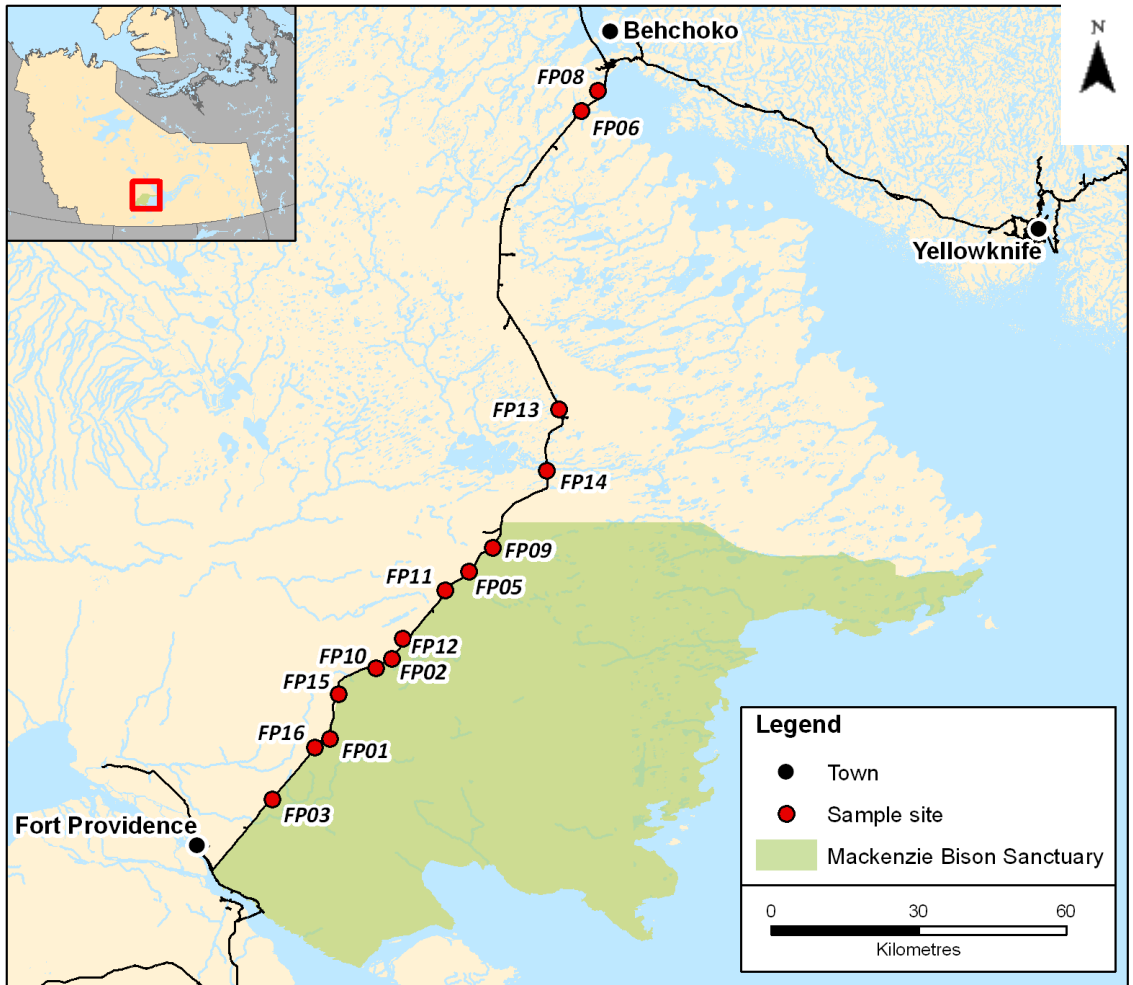 N
Behchoko
FP08
FP06
Yellowknife
FP13
FP14
FP09
FP05
FP11
FP12
FP10
FP02
FP15
FP16
FP01
FP03
Fort Providence
Legend
Town
Sample site
Mackenzie Bison Sanctuary
0 30 60
Kilometres